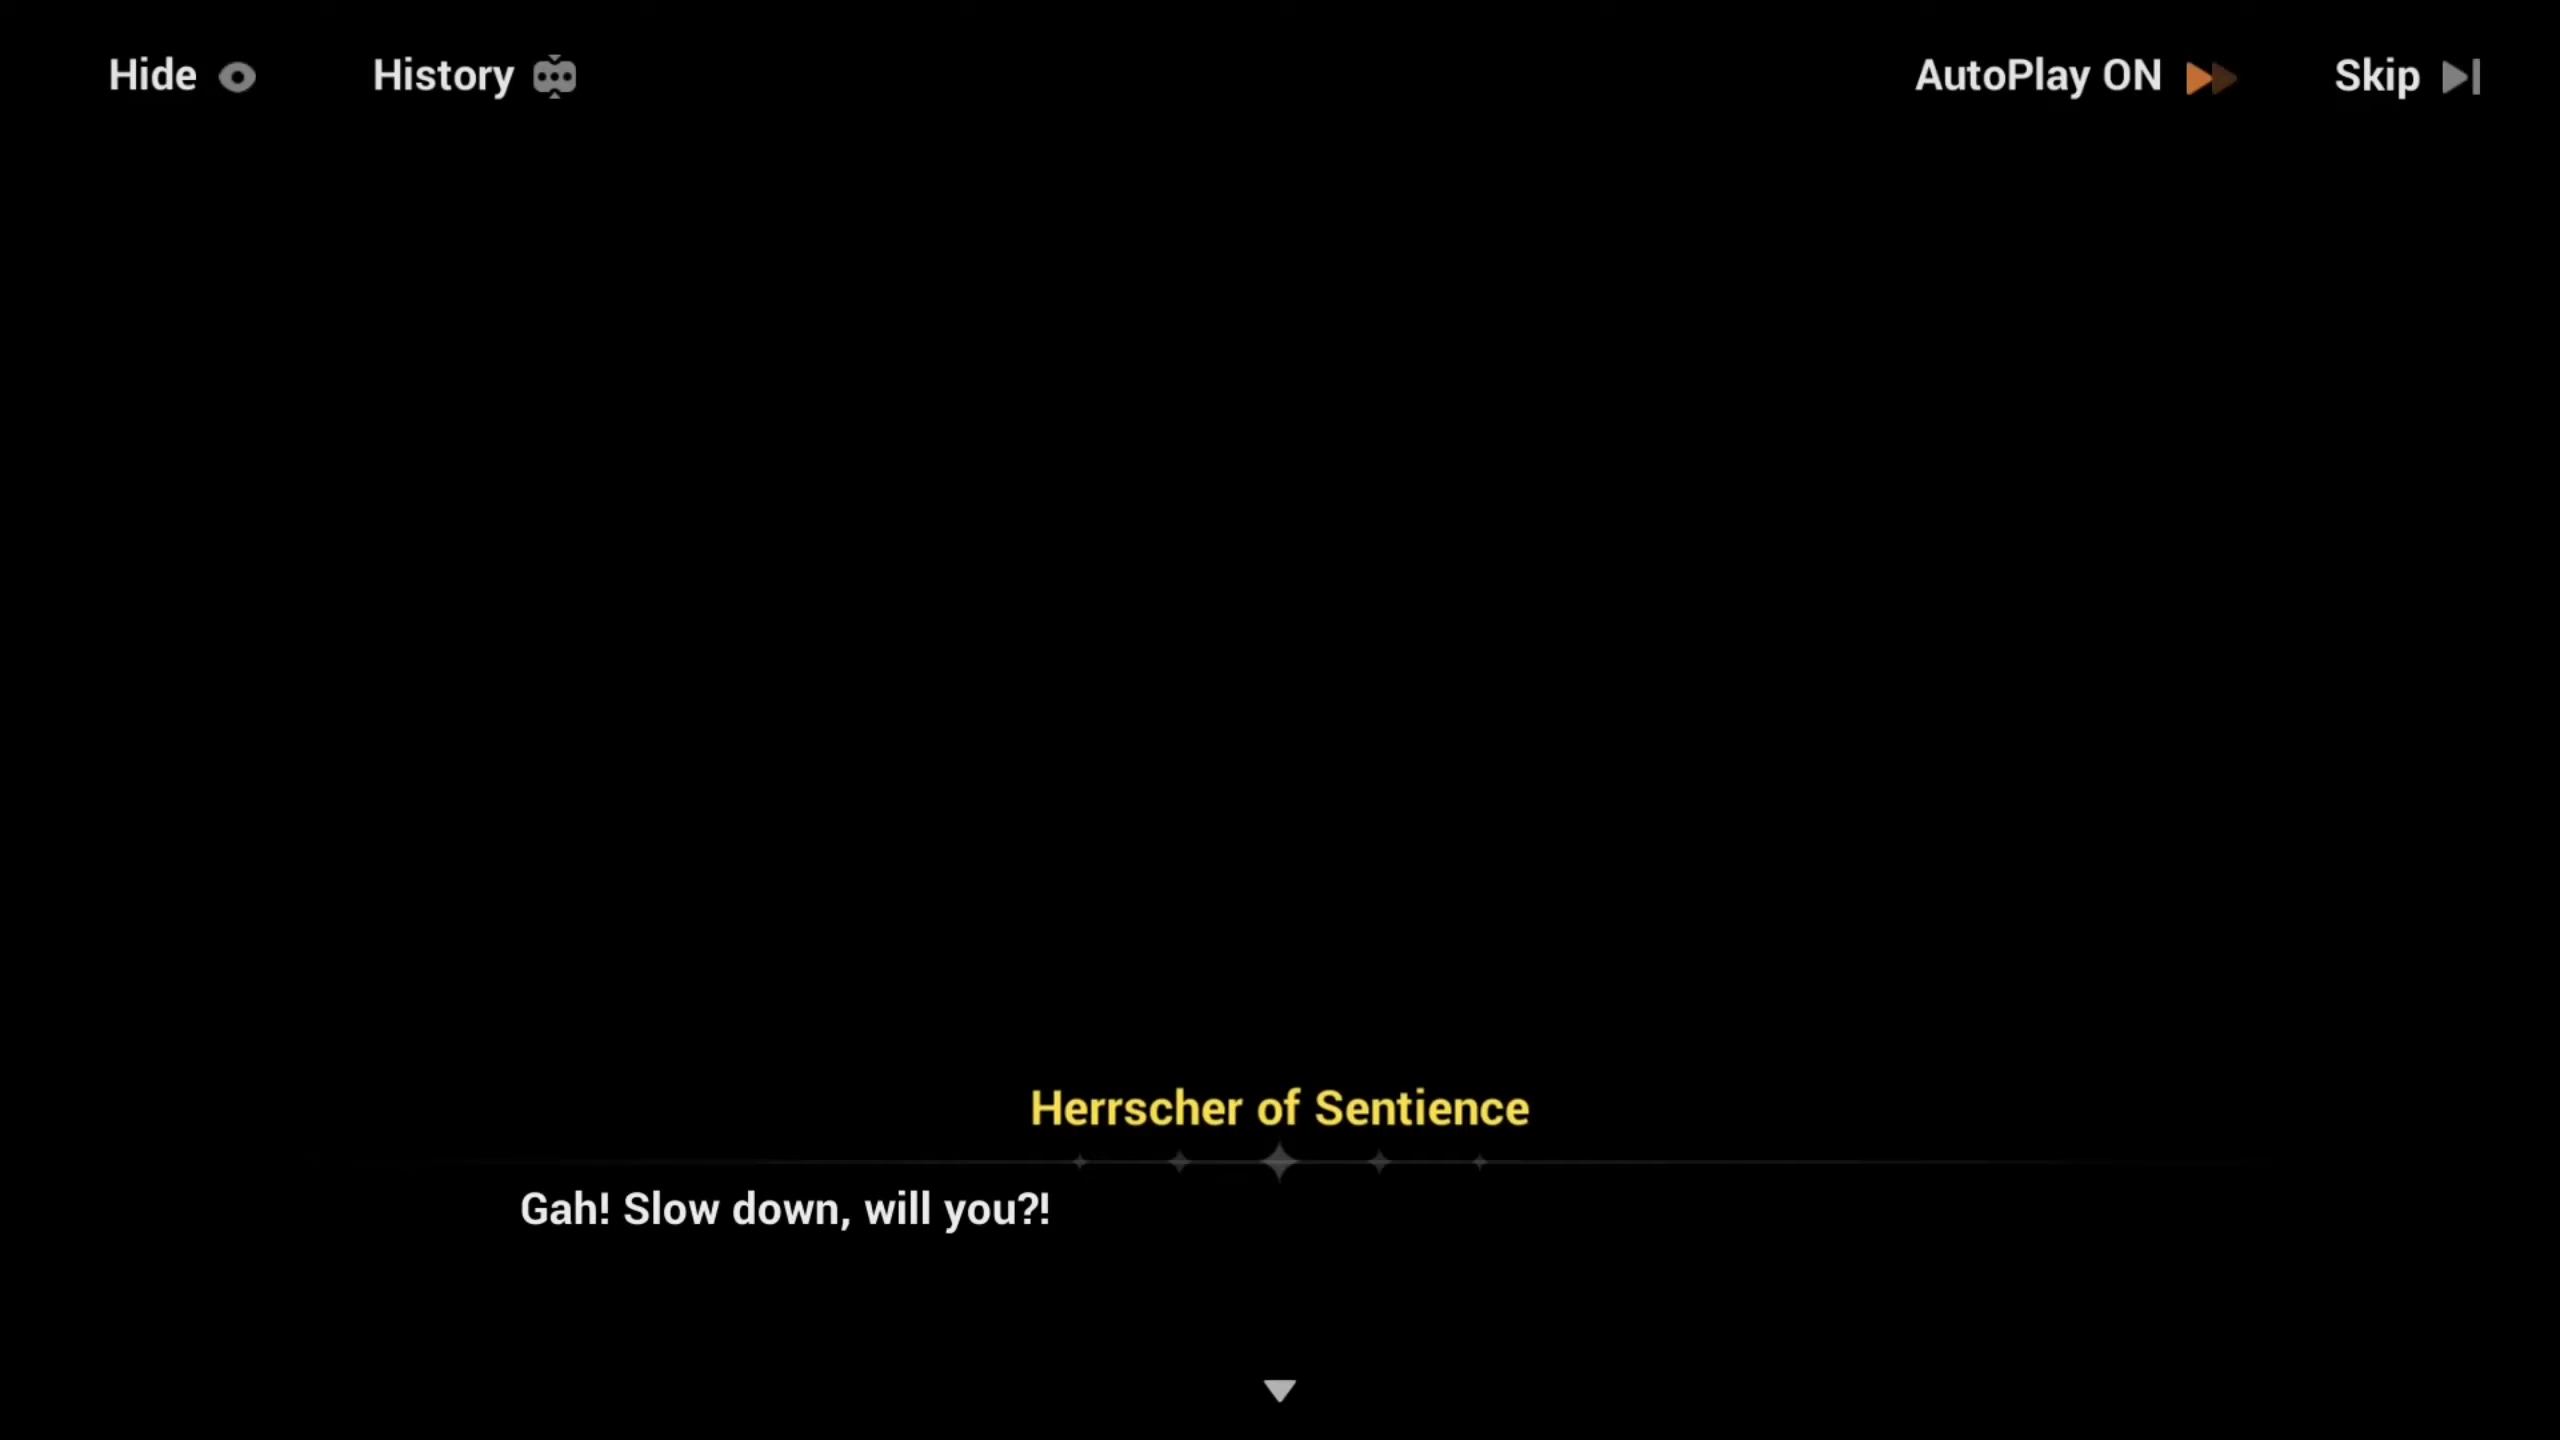 Hide
History
AutoPlay ON
Skip
Herrscher of Sentience
Gah! Slow down, will you?!